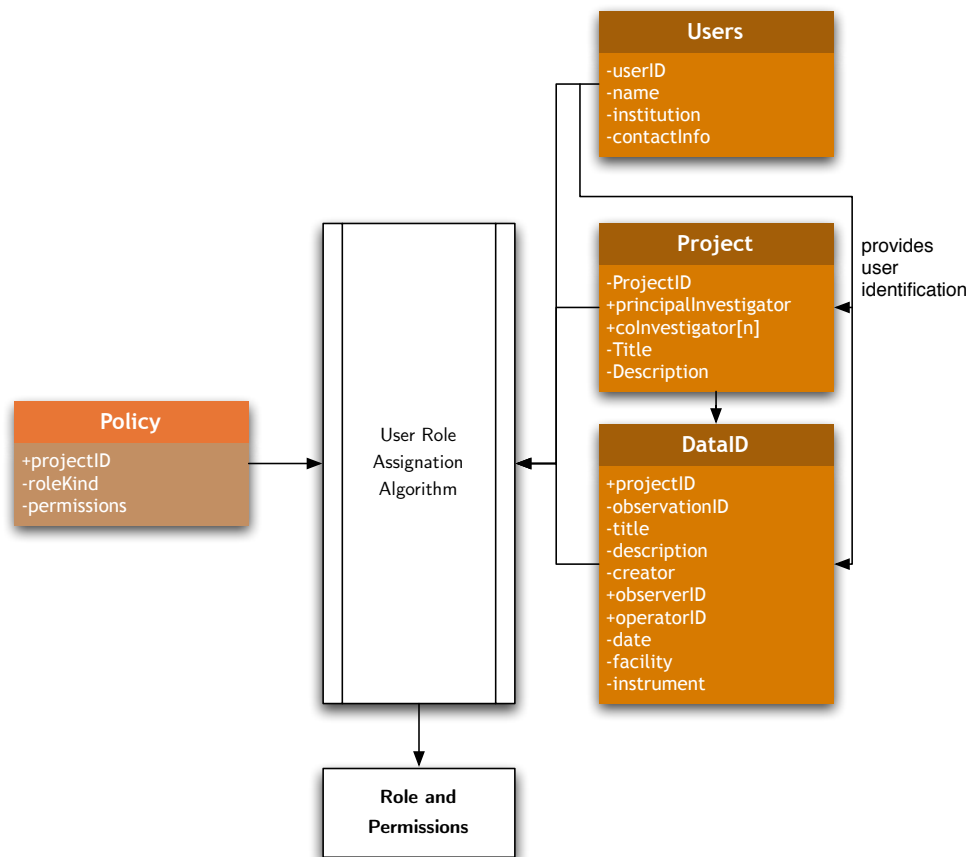 Users
-userID
-name
-institution
-contactInfo
provides
user
identification
Project
-ProjectID
+principalInvestigator
+coInvestigator[n]
-Title
-Description
Policy
+projectID
-roleKind
-permissions
User Role
Assignation
Algorithm
DataID
+projectID
-observationID
-title
-description
-creator
+observerID
+operatorID
-date
-facility
-instrument
Role and
Permissions